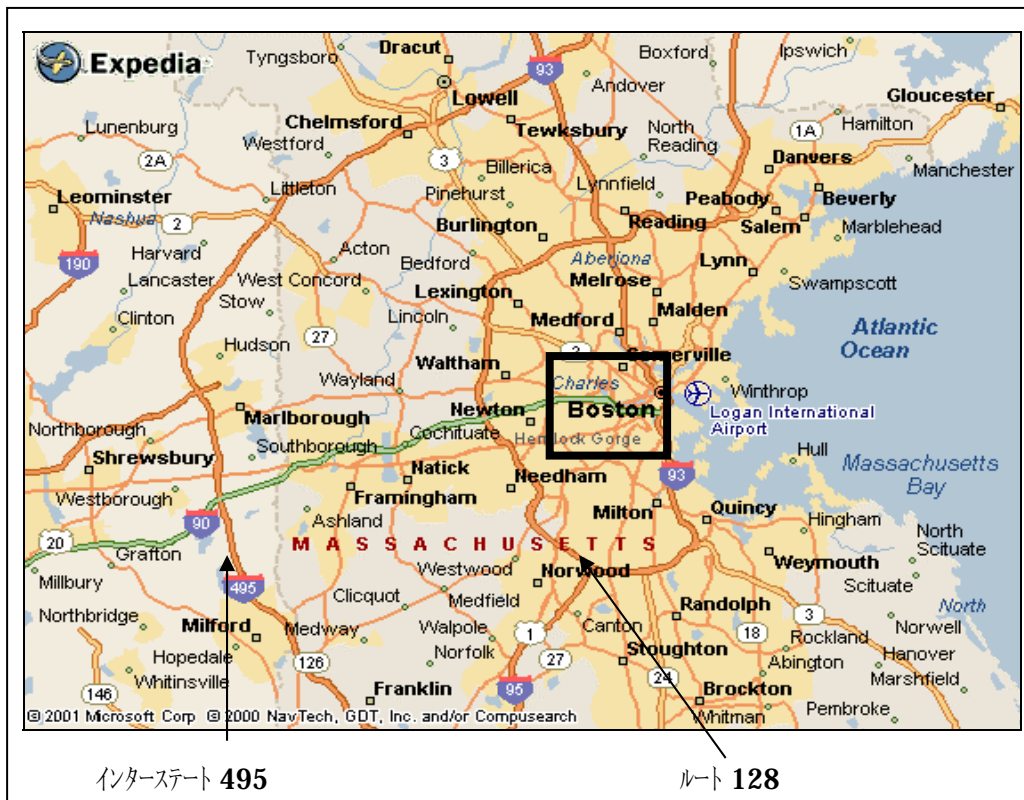 Expedia
Tyngsboro
Dracut
Boxford
Ipswich
93
Andover
Lowell
Gloucester
Lunenburg
Chelmsford
Tewksbury
North
Reading
1A
Hamilton
2A
Westford
3
Billerica
Danvers
Manchester
Leominster
Littleton
Pinehurst
Lynnfield
Peabody
Beverly
Nashua
2
Burlington
Reading
Salem
Marblehead
Harvard
Acton
190
Bedford
Aberjona
Lynn
Lancaster
West Concord
Melrose
Swampscott
Stow
Lexington
Malden
Clinton
Lincoln
Medford
Atlantic
Ocean
27
Hudson
Waltham
Somerville
Wayland
Charles
Winthrop
Marlborough
Newton
Boston
Logan International
Airport
Northborough
Southborough
Cochituate
Hemlock Gorge
Hull
Shrewsbury
Natick
Massachusetts
Bay
Westborough
Framingham
Needham
93
Milton
Quincy
90
Ashland
Hingham
North
Scituate
20
Grafton
MASSACHUSETTS
Weymouth
Millbury
Westwood
Norwood
Scituate
495
Clicquot
Medfield
Randolph
North
Northbridge
Milford
Medway
Walpole
1
Canton
18
3
Norwell
Rockland
Hopedale
126
Norfolk
27
Stoughton
Abington
Hanover
Whitinsville
24
Marshfield
146
Franklin
95
Brockton
Whitman
Pembroke
© 2001 Microsoft Corp © 2000 NavTech, GDT, Inc. and/or Compusearch
インターステート 495
ルート 128